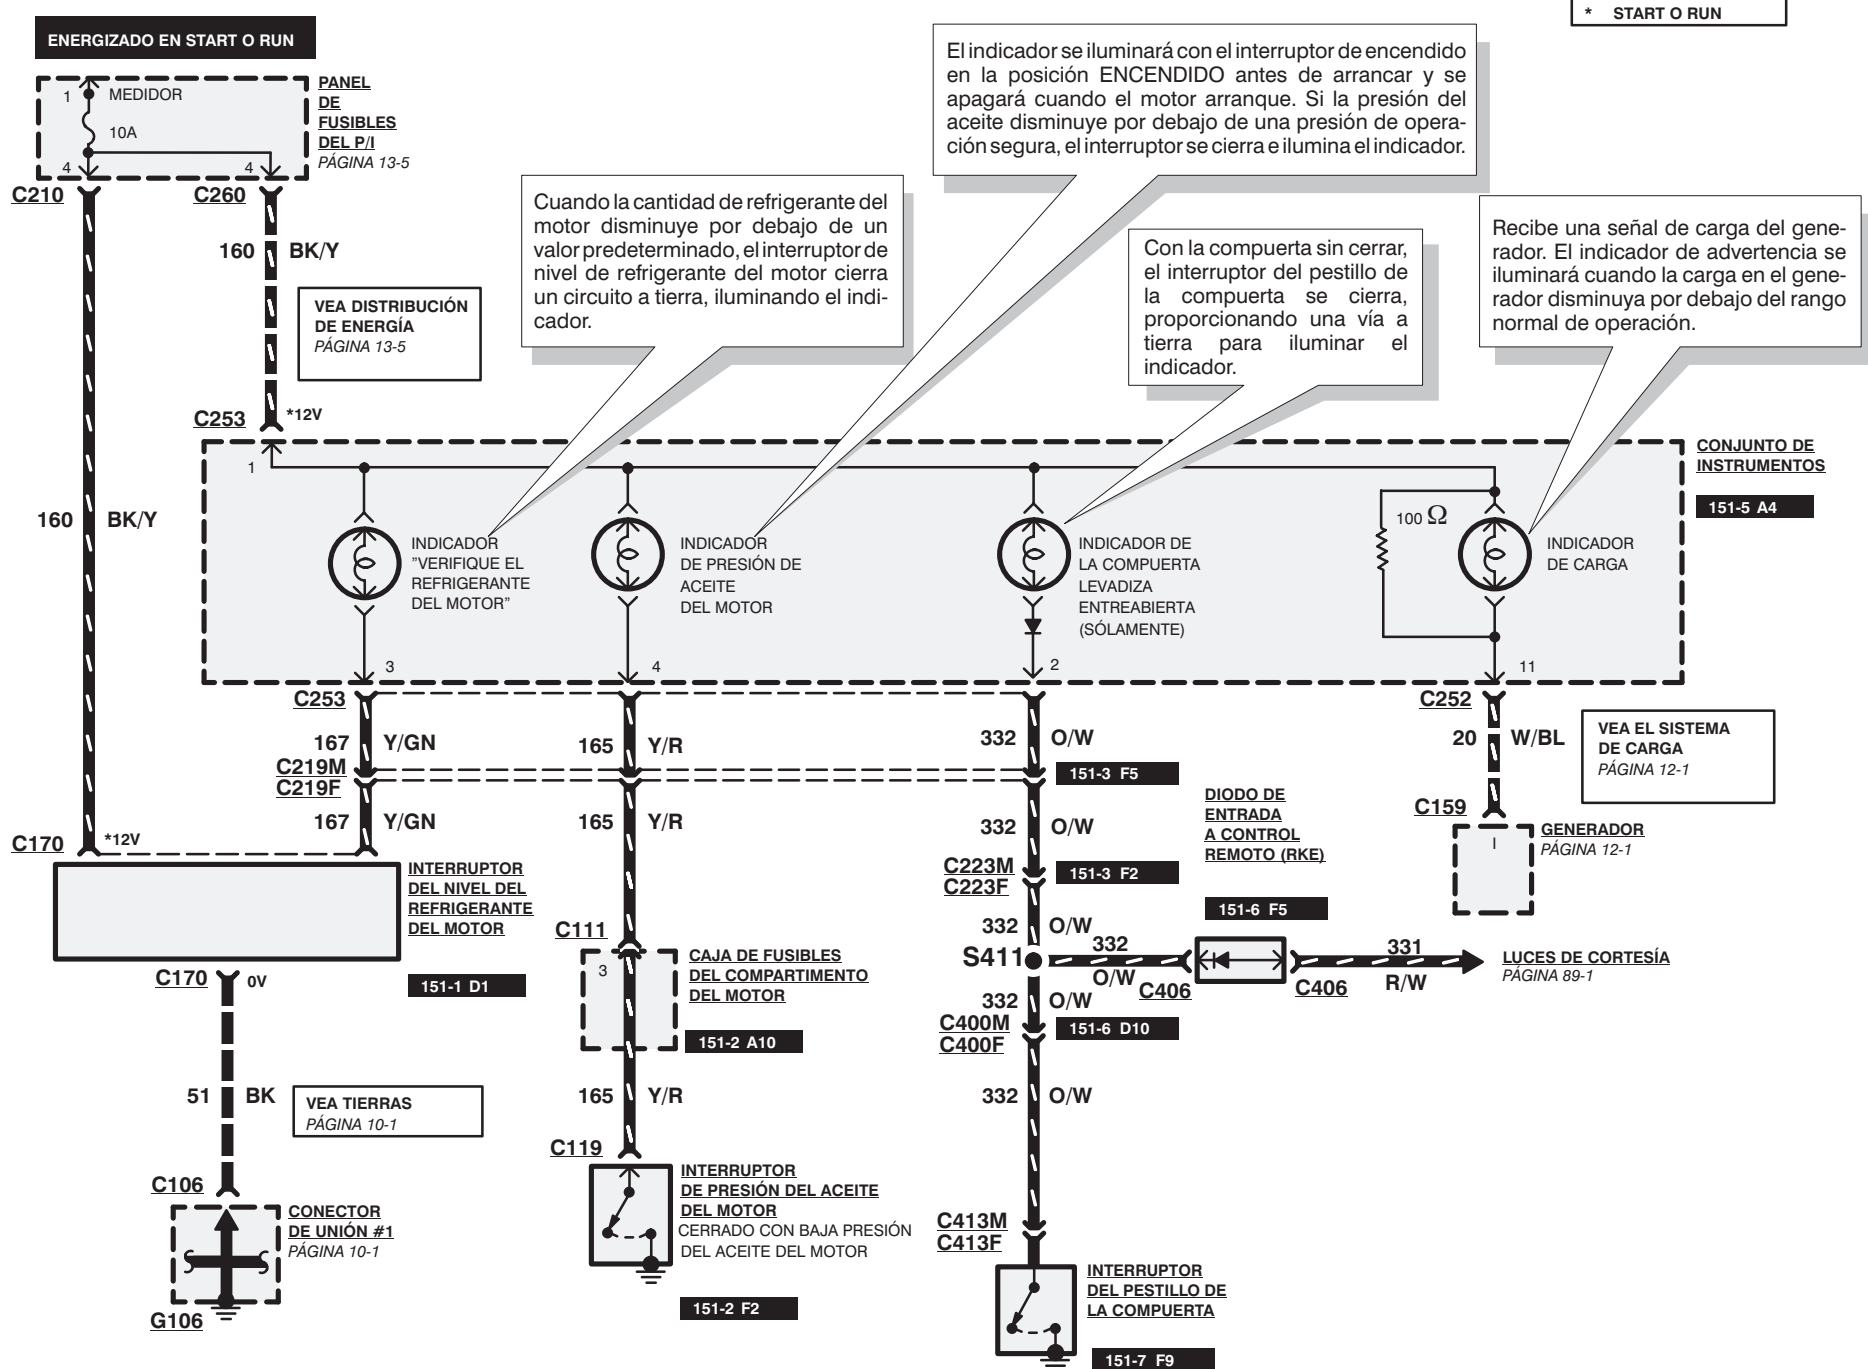 * START O RUN
ENERGIZADO EN START O RUN
1
MEDIDOR
10A
4
4
PANEL
DE
FUSIBLES
DEL P/I
PÁGINA 13-5
C210
C260
160 BK/Y
VEA DISTRIBUCIÓN
DE ENERGÍA
PÁGINA 13-5
C253
*12V
Cuando la cantidad de refrigerante del
motor disminuye por debajo de un
valor predeterminado, el interruptor de
nivel de refrigerante del motor cierra
un circuito a tierra, iluminando el indi-
cador.
El indicador se iluminará con el interruptor de encendido
en la posición ENCENDIDO antes de arrancar y se
apagará cuando el motor arranque. Si la presión del
aceite disminuye por debajo de una presión de opera-
ción segura, el interruptor se cierra e ilumina el indicador.
Con la compuerta sin cerrar,
el interruptor del pestillo de
la compuerta se cierra,
proporcionando una vía a
tierra para iluminar el
indicador.
Recibe una señal de carga del gene-
rador. El indicador de advertencia se
iluminará cuando la carga en el gene-
rador disminuya por debajo del rango
normal de operación.
1
CONJUNTO DE
INSTRUMENTOS
151-5 A4
160 BK/Y
INDICADOR
"VERIFIQUE EL
REFRIGERANTE
DEL MOTOR"
INDICADOR
DE PRESIÓN DE
ACEITE
DEL MOTOR
INDICADOR DE
LA COMPUERTA
LEVADIZA
ENTREABIERTA
(SÓLAMENTE)
100 Ω
INDICADOR
DE CARGA
3
4
2
11
C253
C252
167 Y/GN
165 Y/R
332 O/W
20 W/BL
VEA EL SISTEMA
DE CARGA
PÁGINA 12-1
C219M
C219F
151-3 F5
167 Y/GN
165 Y/R
332 O/W
DIODO DE
ENTRADA
A CONTROL
REMOTO (RKE)
151-6 F5
C159
I
GENERADOR
PÁGINA 12-1
C170
*12V
INTERRUPTOR
DEL NIVEL DEL
REFRIGERANTE
DEL MOTOR
151-1 D1
C223M
C223F
151-3 F2
332 O/W
C111
3
CAJA DE FUSIBLES
DEL COMPARTIMENTO
DEL MOTOR
151-2 A10
S411
332
O/W
C406
C406
331
R/W
LUCES DE CORTESÍA
PÁGINA 89-1
C170
0V
332 O/W
C400M
C400F
151-6 D10
51 BK
VEA TIERRAS
PÁGINA 10-1
165 Y/R
332 O/W
C106
C119
CONECTOR
DE UNIÓN #1
PÁGINA 10-1
G106
INTERRUPTOR
DE PRESIÓN DEL ACEITE
DEL MOTOR
CERRADO CON BAJA PRESIÓN
DEL ACEITE DEL MOTOR
151-2 F2
C413M
C413F
INTERRUPTOR
DEL PESTILLO DE
LA COMPUERTA
151-7 F9